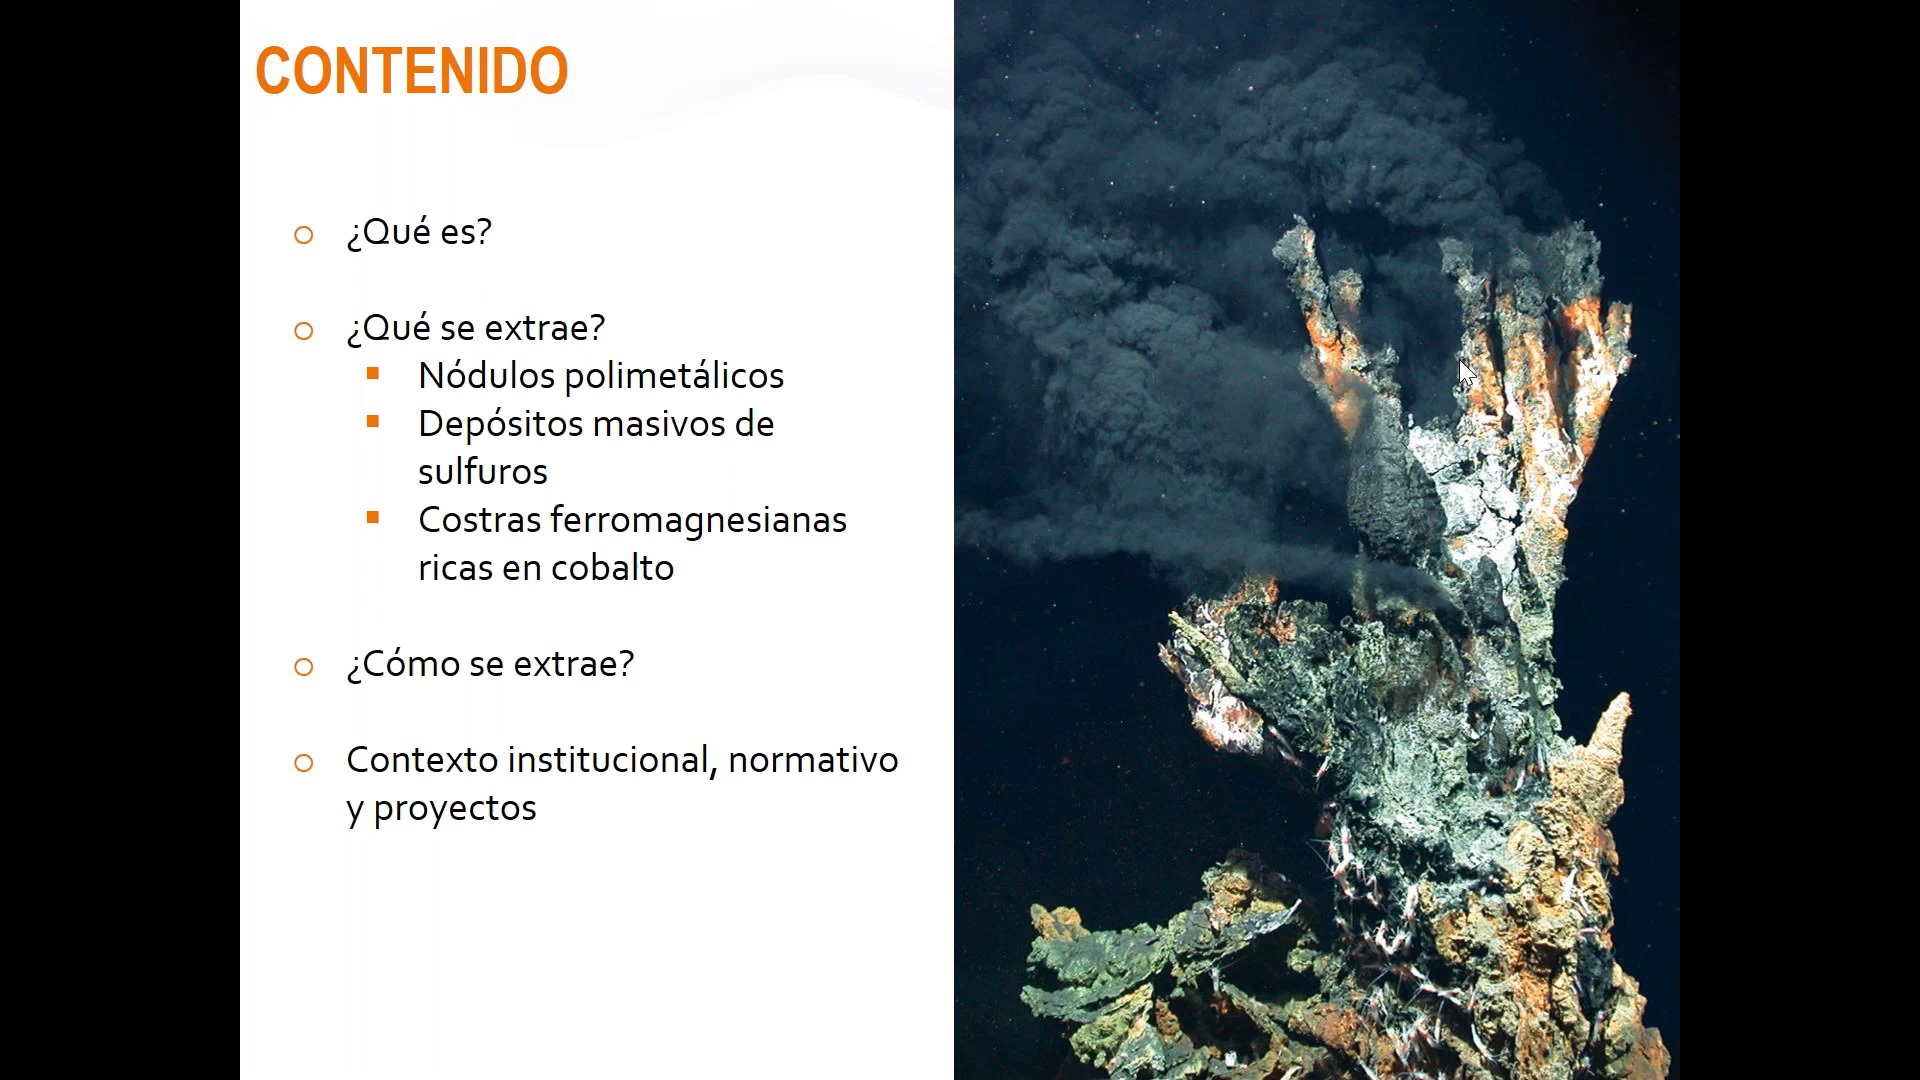 CONTENIDO
¿Qué es?
¿Qué se extrae?
Nódulos polimetálicos
Depósitos masivos de
sulfuros
Costras ferromagnesianas
ricas en cobalto
¿Cómo se extrae?
Contexto institucional, normativo
y proyectos